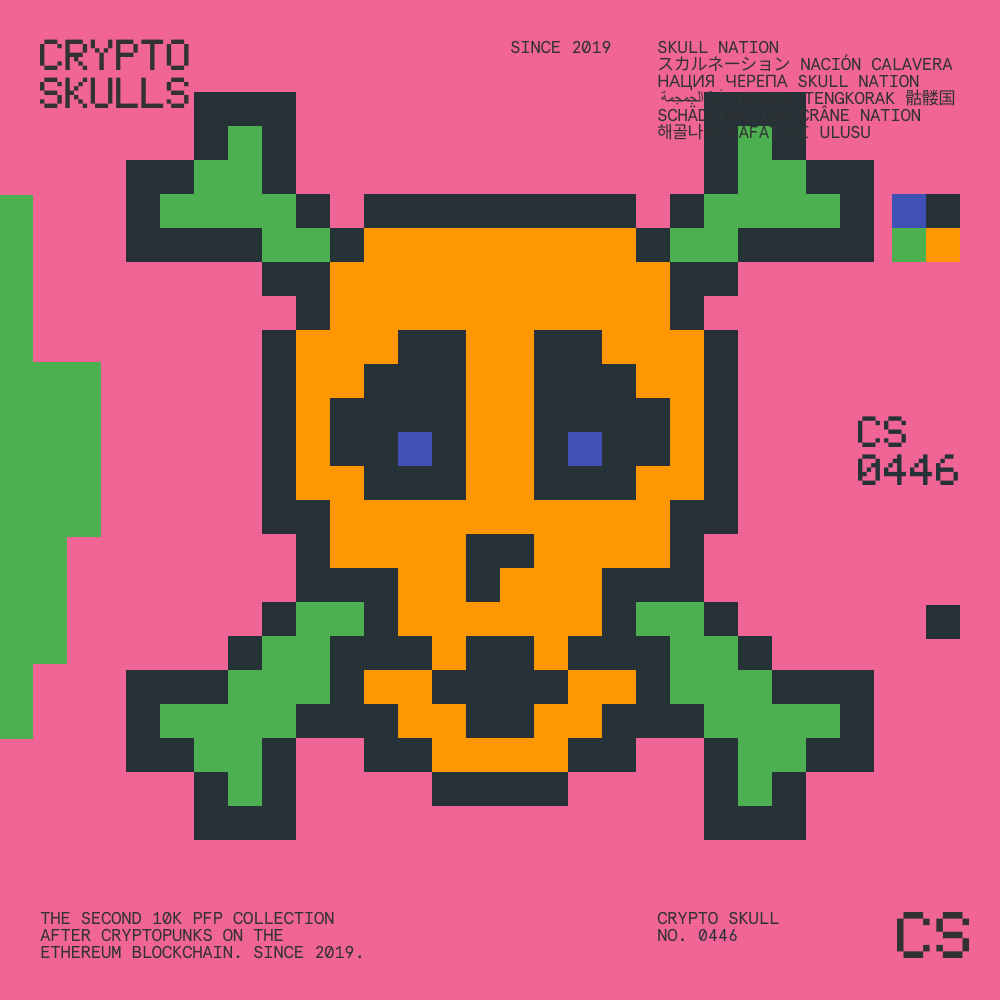 CRYPTO
SKULLS
SINCE 2019
SKULL NATION
スカルネーション NACIÓN CALAVERA
НАЦИЯ ЧЕРЕПА SKULL NATION
TENGKORAK 骷髅国
CRÂNE NATION
해골나
ULUSU
CS
0446
THE SECOND 10K PFP COLLECTION
AFTER CRYPTOPUNKS ON THE
ETHEREUM BLOCKCHAIN. SINCE 2019.
CRYPTO SKULL
NO. 0446
CS